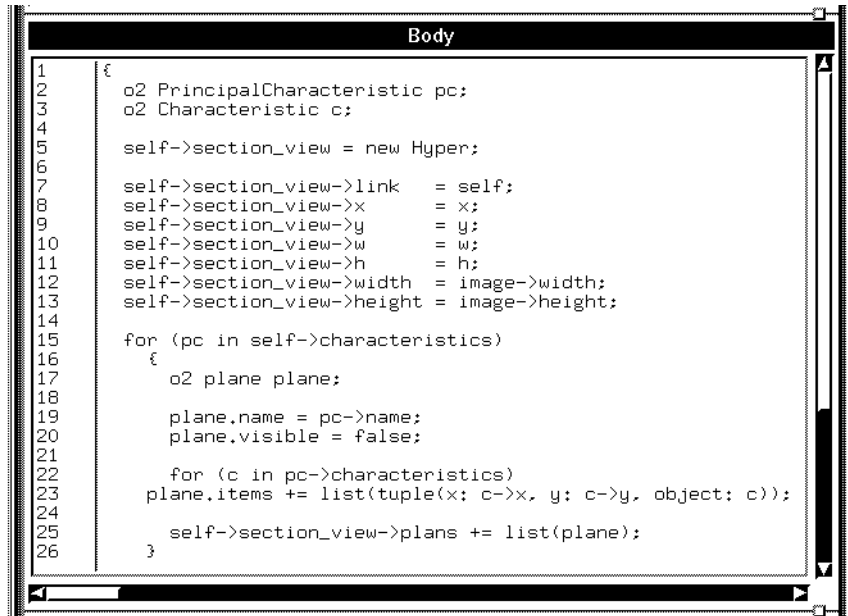 Body
1 {
2 o2 PrincipalCharacteristic pc;
3 o2 Characteristic c;
4
5 self->section_view = new Hyper;
6
7 self->section_view->link = self;
8 self->section_view->x = x;
9 self->section_view->y = y;
10 self->section_view->w = w;
11 self->section_view->h = h;
12 self->section_view->width = image->width;
13 self->section_view->height = image->height;
14
15 for (pc in self->characteristics)
16 {
17 o2 plane plane;
18
19 plane.name = pc->name;
20 plane.visible = false;
21
22 for (c in pc->characteristics)
23 plane.items += list(tuple(x: c->x, y: c->y, object: c));
24
25 self->section_view->plans += list(plane);
26 }